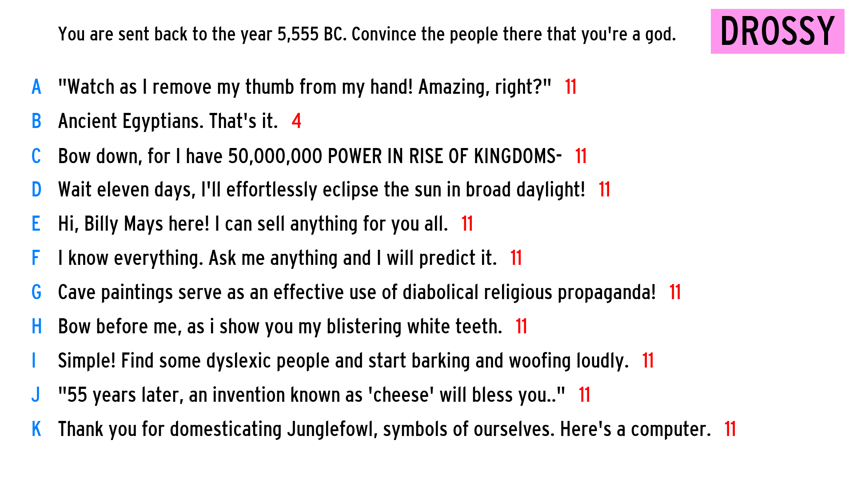 You are sent back to the year 5,555 BC. Convince the people there that you're a god.
DROSSY
A "Watch as I remove my thumb from my hand! Amazing, right?" 11
B Ancient Egyptians. That's it. 4
C Bow down, for I have 50,000,000 POWER IN RISE OF KINGDOMS- 11
D Wait eleven days, I'll effortlessly eclipse the sun in broad daylight! 11
E Hi, Billy Mays here! I can sell anything for you all. 11
F I know everything. Ask me anything and I will predict it. 11
G Cave paintings serve as an effective use of diabolical religious propaganda! 11
H Bow before me, as i show you my blistering white teeth. 11
I Simple! Find some dyslexic people and start barking and woofing loudly. 11
J "55 years later, an invention known as 'cheese' will bless you.." 11
K Thank you for domesticating Junglefowl, symbols of ourselves. Here's a computer. 11